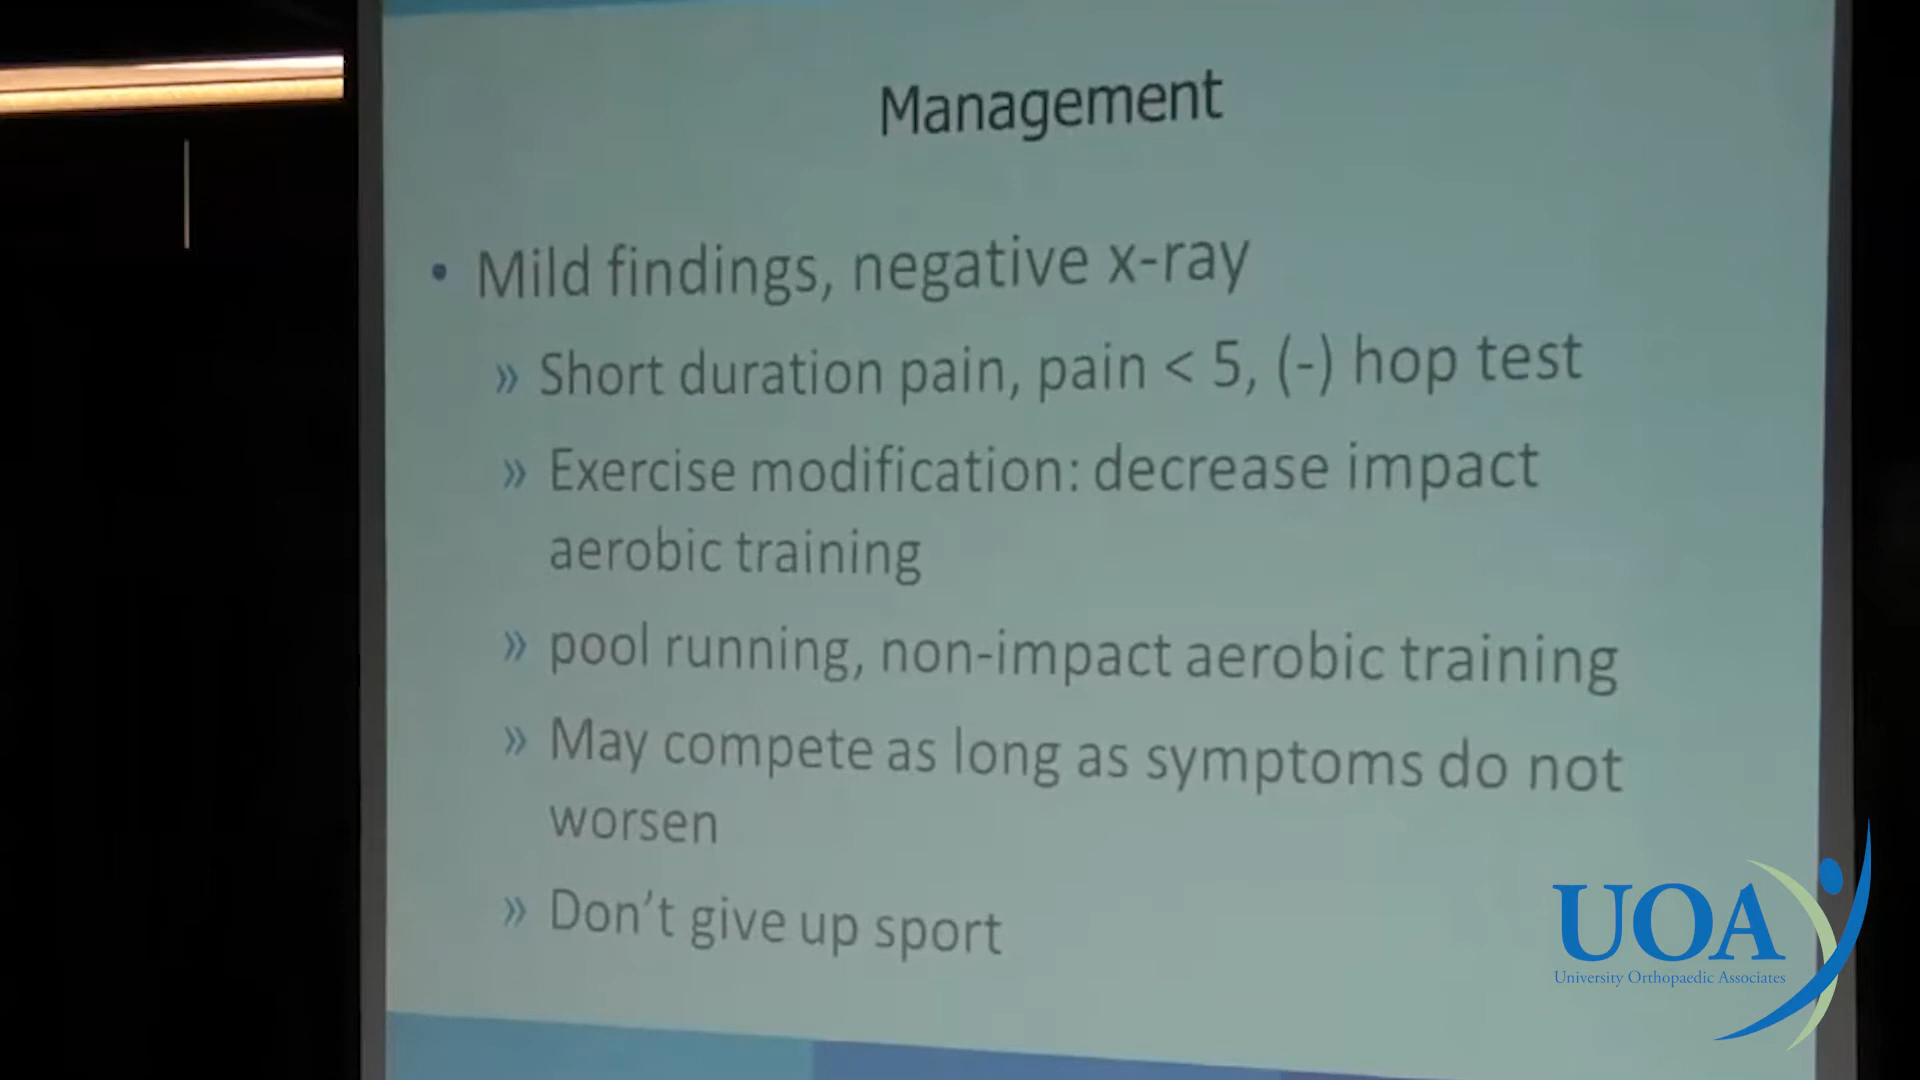 Management
• Mild findings, negative x-ray
» Short duration pain, pain < 5, (-) hop test
» Exercise modification: decrease impact
aerobic training
» pool running, non-impact aerobic training
» May compete as long as symptoms do not
worsen
» Don't give up sport
UOA
University Orthopaedic Associates